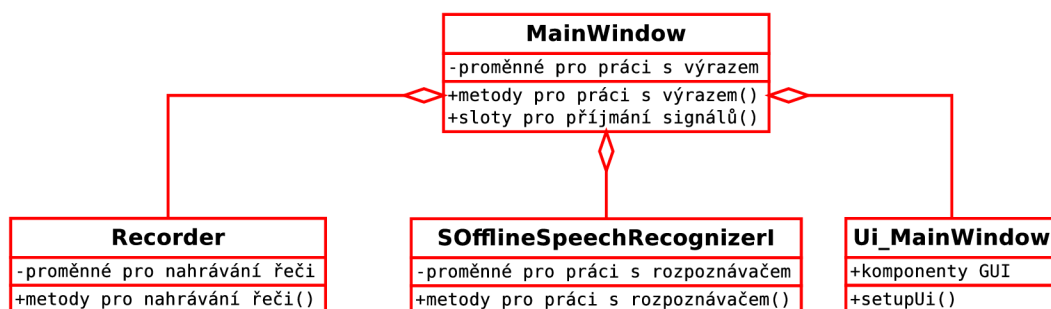 MainWindow
-proměnné pro práci s výrazem
+metody pro práci s výrazem()
+sloty pro příjmání signálů()
Recorder
-proměnné pro nahrávání řeči
+metody pro nahrávání řeči()
SOfflineSpeechRecognizerI
-proměnné pro práci s rozpoznávačem
+metody pro práci s rozpoznávačem()
Ui_MainWindow
+komponenty GUI
+setupUi()